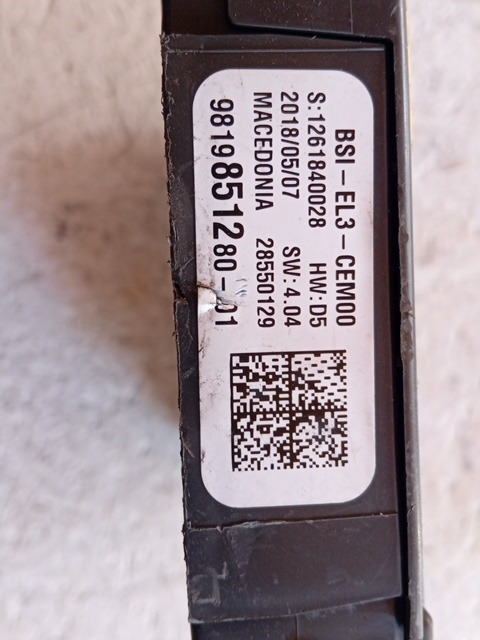 BSI-EL3-CEM00
S:1261840028 HW:D5
2018/05/07 SW:4.04
MACEDONIA 28550129
9819851280-01